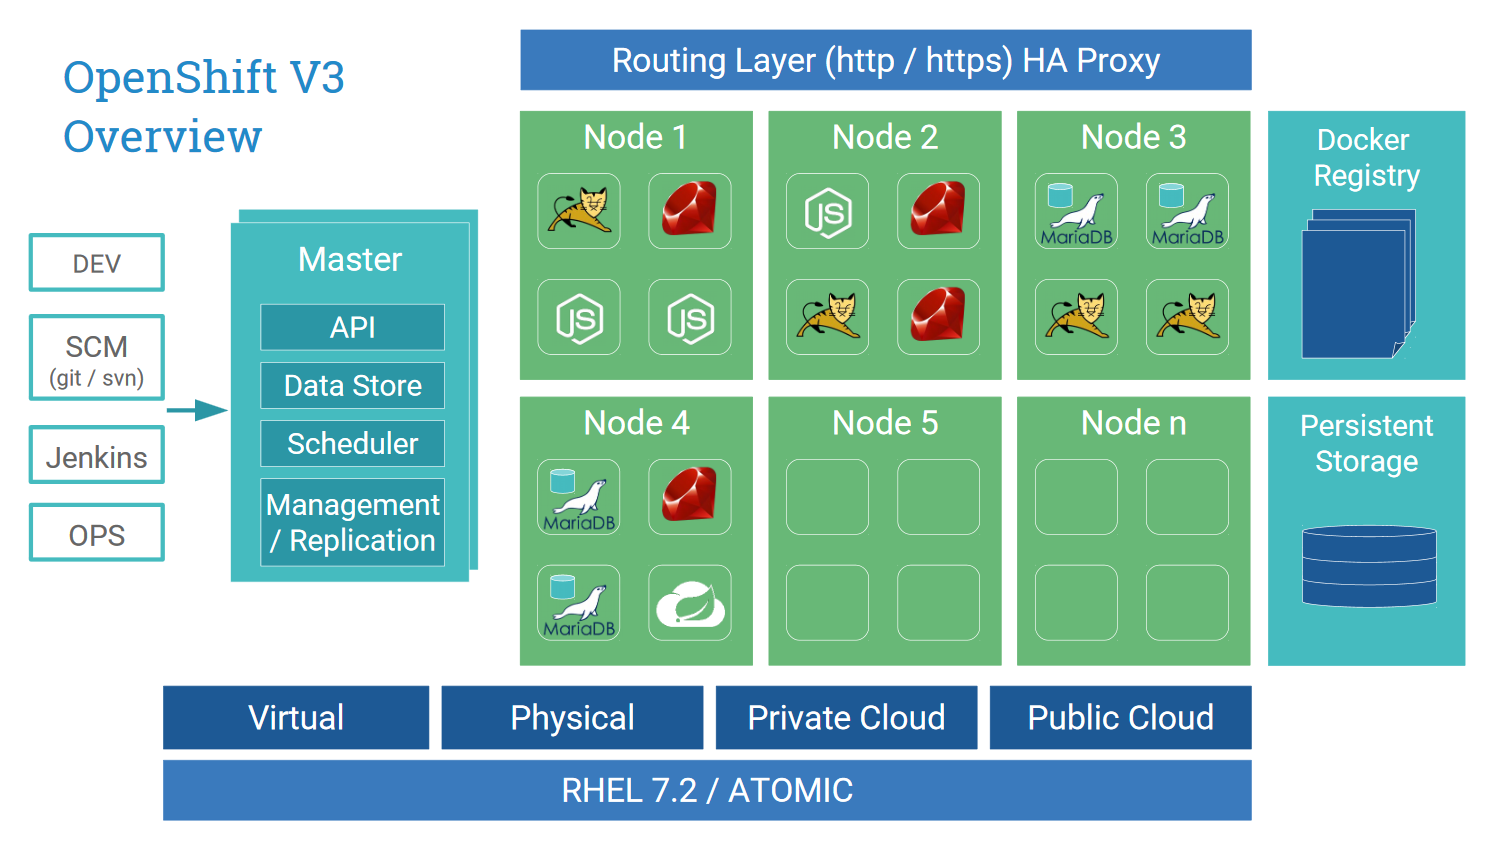 OpenShift V3
Overview
Routing Layer (http / https) HA Proxy
DEV
SCM
(git / svn)
Jenkins
OPS
Master
API
Data Store
Scheduler
Management
/ Replication
Node 1
JS
JS
Node 2
JS
Node 3
MariaDB
MariaDB
Node 4
MariaDB
MariaDB
Node 5
Node n
Docker
Registry
Persistent
Storage
Virtual
Physical
Private Cloud
Public Cloud
RHEL 7.2 / ATOMIC